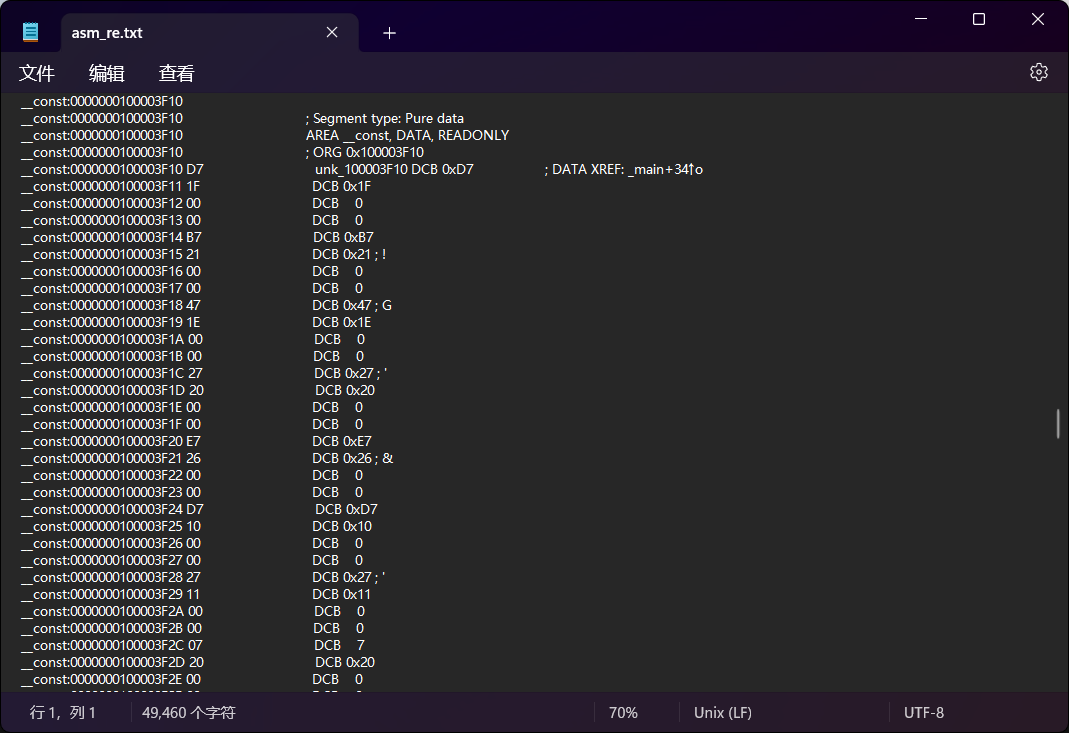 asm_re.txt
文件 编辑 查看
__const:0000000100003F10
__const:0000000100003F10 ; Segment type: Pure data
__const:0000000100003F10 AREA __const, DATA, READONLY
__const:0000000100003F10 ; ORG 0x100003F10
__const:0000000100003F10 D7 unk_100003F10 DCB 0xD7 ; DATA XREF: _main+34↑o
__const:0000000100003F11 1F DCB 0x1F
__const:0000000100003F12 00 DCB 0
__const:0000000100003F13 00 DCB 0
__const:0000000100003F14 B7 DCB 0xB7
__const:0000000100003F15 21 DCB 0x21 ; !
__const:0000000100003F16 00 DCB 0
__const:0000000100003F17 00 DCB 0
__const:0000000100003F18 47 DCB 0x47 ; G
__const:0000000100003F19 1E DCB 0x1E
__const:0000000100003F1A 00 DCB 0
__const:0000000100003F1B 00 DCB 0
__const:0000000100003F1C 27 DCB 0x27 ; '
__const:0000000100003F1D 20 DCB 0x20
__const:0000000100003F1E 00 DCB 0
__const:0000000100003F1F 00 DCB 0
__const:0000000100003F20 E7 DCB 0xE7
__const:0000000100003F21 26 DCB 0x26 ; &
__const:0000000100003F22 00 DCB 0
__const:0000000100003F23 00 DCB 0
__const:0000000100003F24 D7 DCB 0xD7
__const:0000000100003F25 10 DCB 0x10
__const:0000000100003F26 00 DCB 0
__const:0000000100003F27 00 DCB 0
__const:0000000100003F28 27 DCB 0x27 ; '
__const:0000000100003F29 11 DCB 0x11
__const:0000000100003F2A 00 DCB 0
__const:0000000100003F2B 00 DCB 0
__const:0000000100003F2C 07 DCB 7
__const:0000000100003F2D 20 DCB 0x20
__const:0000000100003F2E 00 DCB 0
行 1，列 1 49,460 个字符 70% Unix (LF) UTF-8